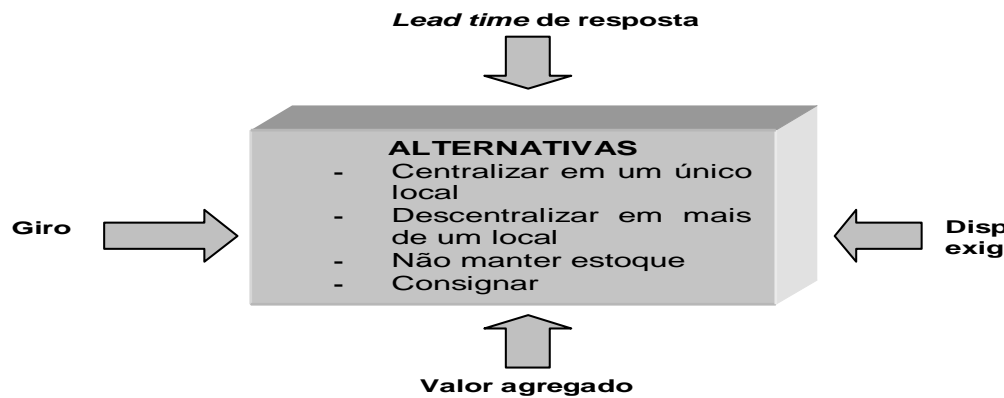 Lead time de resposta
ALTERNATIVAS
- Centralizar em um único
local
- Descentralizar em mais
de um local
- Não manter estoque
- Consignar
Giro
Disp
exig
Valor agregado